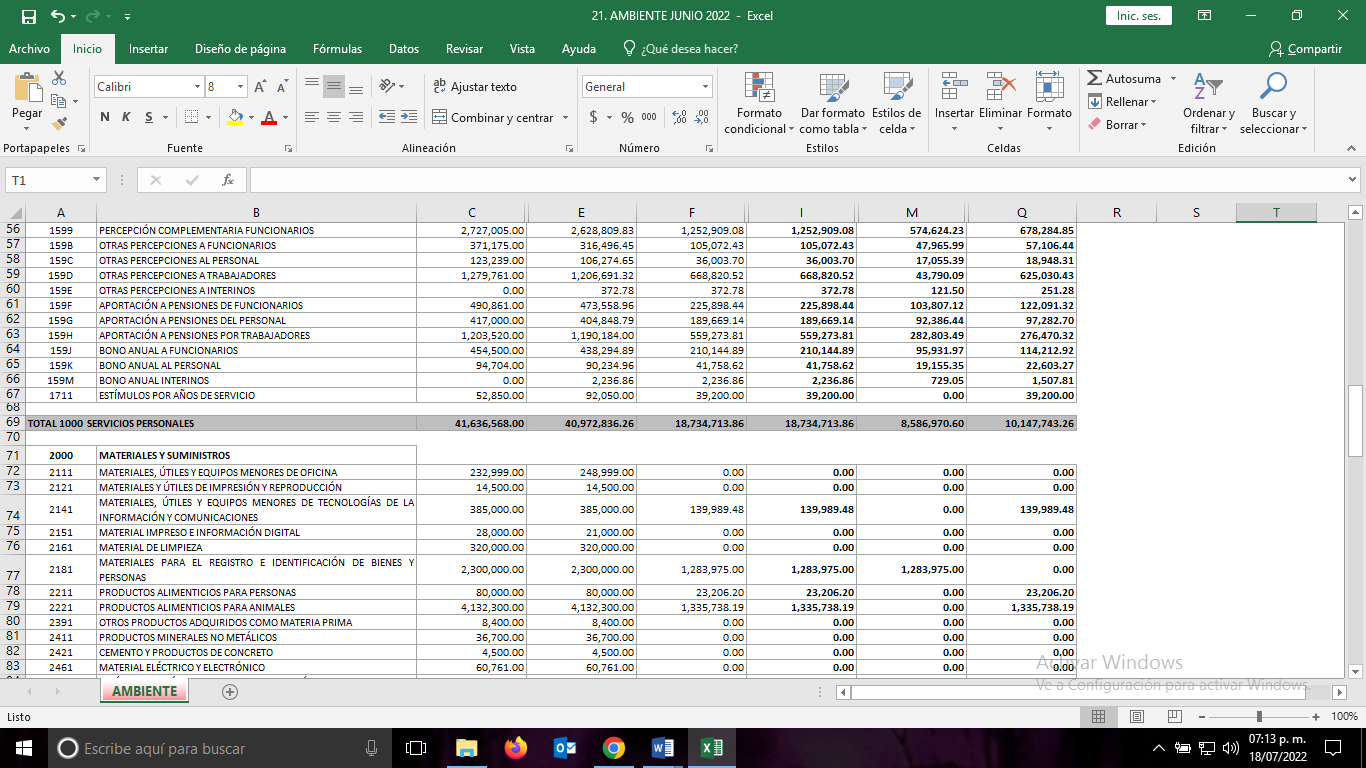 21. AMBIENTE JUNIO 2022 - Excel
Inic. ses.
Archivo Inicio Insertar Diseño de página Fórmulas Datos Revisar Vista Ayuda ¿Qué desea hacer? Compartir
Pegar
Calibri 8
N K S
Ajustar texto
Combinar y centrar
General
$ % 000
Formato condicional
Dar formato como tabla
Estilos de celda
Insertar Eliminar Formato
Autosuma
Rellenar
Borrar
Ordenar y filtrar
Buscar y seleccionar
Portapapeles Fuente Alineación Número Estilos Celdas Edición
T1 fx
A B C E F I M Q R S T
56 1599 PERCEPCIÓN COMPLEMENTARIA FUNCIONARIOS 2,727,005.00 2,628,809.83 1,252,909.08 1,252,909.08 574,624.23 678,284.85
57 159B OTRAS PERCEPCIONES A FUNCIONARIOS 371,175.00 316,496.45 105,072.43 105,072.43 47,965.99 57,106.44
58 159C OTRAS PERCEPCIONES AL PERSONAL 123,239.00 106,274.65 36,003.70 36,003.70 17,055.39 18,948.31
59 159D OTRAS PERCEPCIONES A TRABAJADORES 1,279,761.00 1,206,691.32 668,820.52 668,820.52 43,790.09 625,030.43
60 159E OTRAS PERCEPCIONES A INTERINOS 0.00 372.78 372.78 372.78 121.50 251.28
61 159F APORTACIÓN A PENSIONES DE FUNCIONARIOS 490,861.00 473,558.96 225,898.44 225,898.44 103,807.12 122,091.32
62 159G APORTACIÓN A PENSIONES DEL PERSONAL 417,000.00 404,848.79 189,669.14 189,669.14 92,386.44 97,282.70
63 159H APORTACIÓN A PENSIONES POR TRABAJADORES 1,203,520.00 1,190,184.00 559,273.81 559,273.81 282,803.49 276,470.32
64 159J BONO ANUAL A FUNCIONARIOS 454,500.00 438,294.89 210,144.89 210,144.89 95,931.97 114,212.92
65 159K BONO ANUAL AL PERSONAL 94,704.00 90,234.96 41,758.62 41,758.62 19,155.35 22,603.27
66 159M BONO ANUAL INTERINOS 0.00 2,236.86 2,236.86 2,236.86 729.05 1,507.81
67 1711 ESTÍMULOS POR AÑOS DE SERVICIO 52,850.00 92,050.00 39,200.00 39,200.00 0.00 39,200.00
68
69 TOTAL 1000 SERVICIOS PERSONALES 41,636,568.00 40,972,836.26 18,734,713.86 18,734,713.86 8,586,970.60 10,147,743.26
70
71 2000 MATERIALES Y SUMINISTROS
72 2111 MATERIALES, ÚTILES Y EQUIPOS MENORES DE OFICINA 232,999.00 248,999.00 0.00 0.00 0.00 0.00
73 2121 MATERIALES Y ÚTILES DE IMPRESIÓN Y REPRODUCCIÓN 14,500.00 14,500.00 0.00 0.00 0.00 0.00
74 2141 MATERIALES, ÚTILES Y EQUIPOS MENORES DE TECNOLOGÍAS DE LA
INFORMACIÓN Y COMUNICACIONES 385,000.00 385,000.00 139,989.48 139,989.48 0.00 139,989.48
75 2151 MATERIAL IMPRESO E INFORMACIÓN DIGITAL 28,000.00 21,000.00 0.00 0.00 0.00 0.00
76 2161 MATERIAL DE LIMPIEZA 320,000.00 320,000.00 0.00 0.00 0.00 0.00
77 2181 MATERIALES PARA EL REGISTRO E IDENTIFICACIÓN DE BIENES Y
PERSONAS 2,300,000.00 2,300,000.00 1,283,975.00 1,283,975.00 1,283,975.00 0.00
78 2211 PRODUCTOS ALIMENTICIOS PARA PERSONAS 80,000.00 80,000.00 23,206.20 23,206.20 0.00 23,206.20
79 2221 PRODUCTOS ALIMENTICIOS PARA ANIMALES 4,132,300.00 4,132,300.00 1,335,738.19 1,335,738.19 0.00 1,335,738.19
80 2391 OTROS PRODUCTOS ADQUIRIDOS COMO MATERIA PRIMA 8,400.00 8,400.00 0.00 0.00 0.00 0.00
81 2411 PRODUCTOS MINERALES NO METÁLICOS 36,700.00 36,700.00 0.00 0.00 0.00 0.00
82 2421 CEMENTO Y PRODUCTOS DE CONCRETO 4,500.00 4,500.00 0.00 0.00 0.00 0.00
83 2461 MATERIAL ELÉCTRICO Y ELECTRÓNICO 60,761.00 60,761.00 0.00 0.00 0.00 0.00
Activar Windows
Ve a Configuración para activar Windows.
AMBIENTE
Listo 100%
Escribe aquí para buscar
07:13 p. m.
18/07/2022